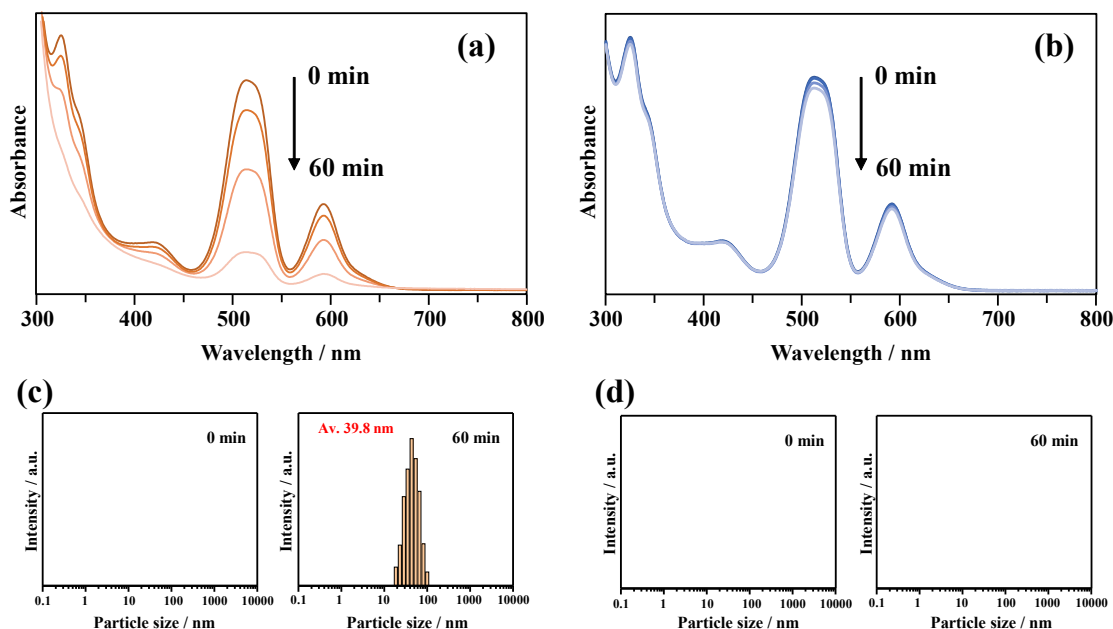 (a)
0 min
60 min
Absorbance
300 400 500 600 700 800
Wavelength / nm
(b)
0 min
60 min
Absorbance
300 400 500 600 700 800
Wavelength / nm
(c)
0 min
Intensity / a.u.
0.1 1 10 100 1000 10000
Particle size / nm
Av. 39.8 nm
60 min
Intensity / a.u.
0.1 1 10 100 1000 10000
Particle size / nm
(d)
0 min
Intensity / a.u.
0.1 1 10 100 1000 10000
Particle size / nm
60 min
Intensity / a.u.
0.1 1 10 100 1000 10000
Particle size / nm